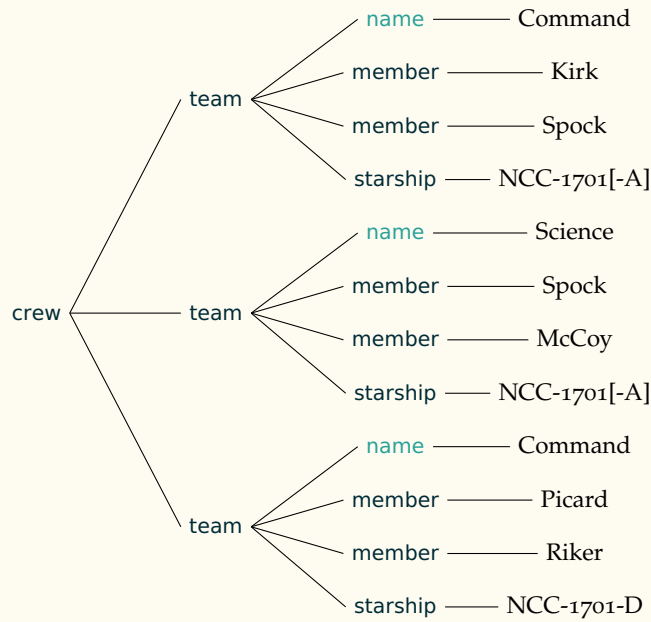 name Command
team member Kirk
member Spock
starship NCC-1701[-A]
name Science
member Spock
crew team member McCoy
starship NCC-1701[-A]
name Command
team member Picard
member Riker
starship NCC-1701-D